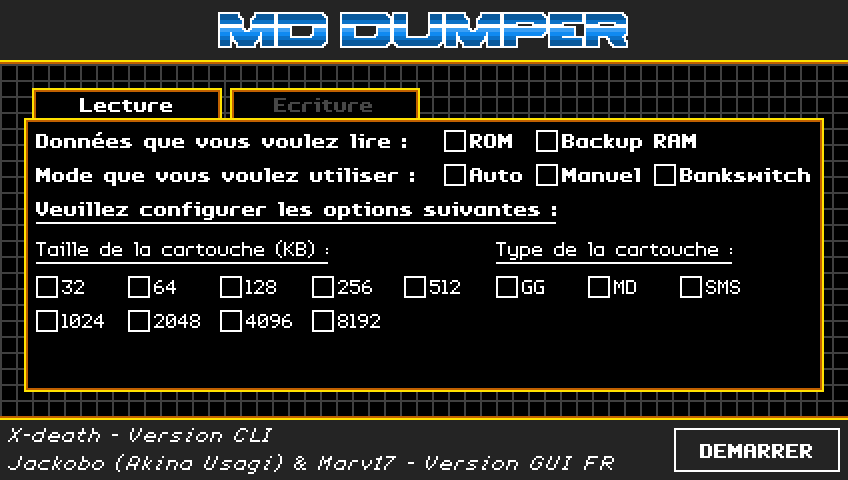 MD DUMPER
Lecture Ecriture
Données que vous voulez lire : ROM Backup RAM
Mode que vous voulez utiliser : Auto Manuel Bankswitch
Veuillez configurer les options suivantes :
Taille de la cartouche (KB) : Type de la cartouche :
32 64 128 256 512 GG MD SMS
1024 2048 4096 8192
X-death - Version CLI
Jackobo (Akina Usagi) & Marv17 - Version GUI FR
DEMARRER